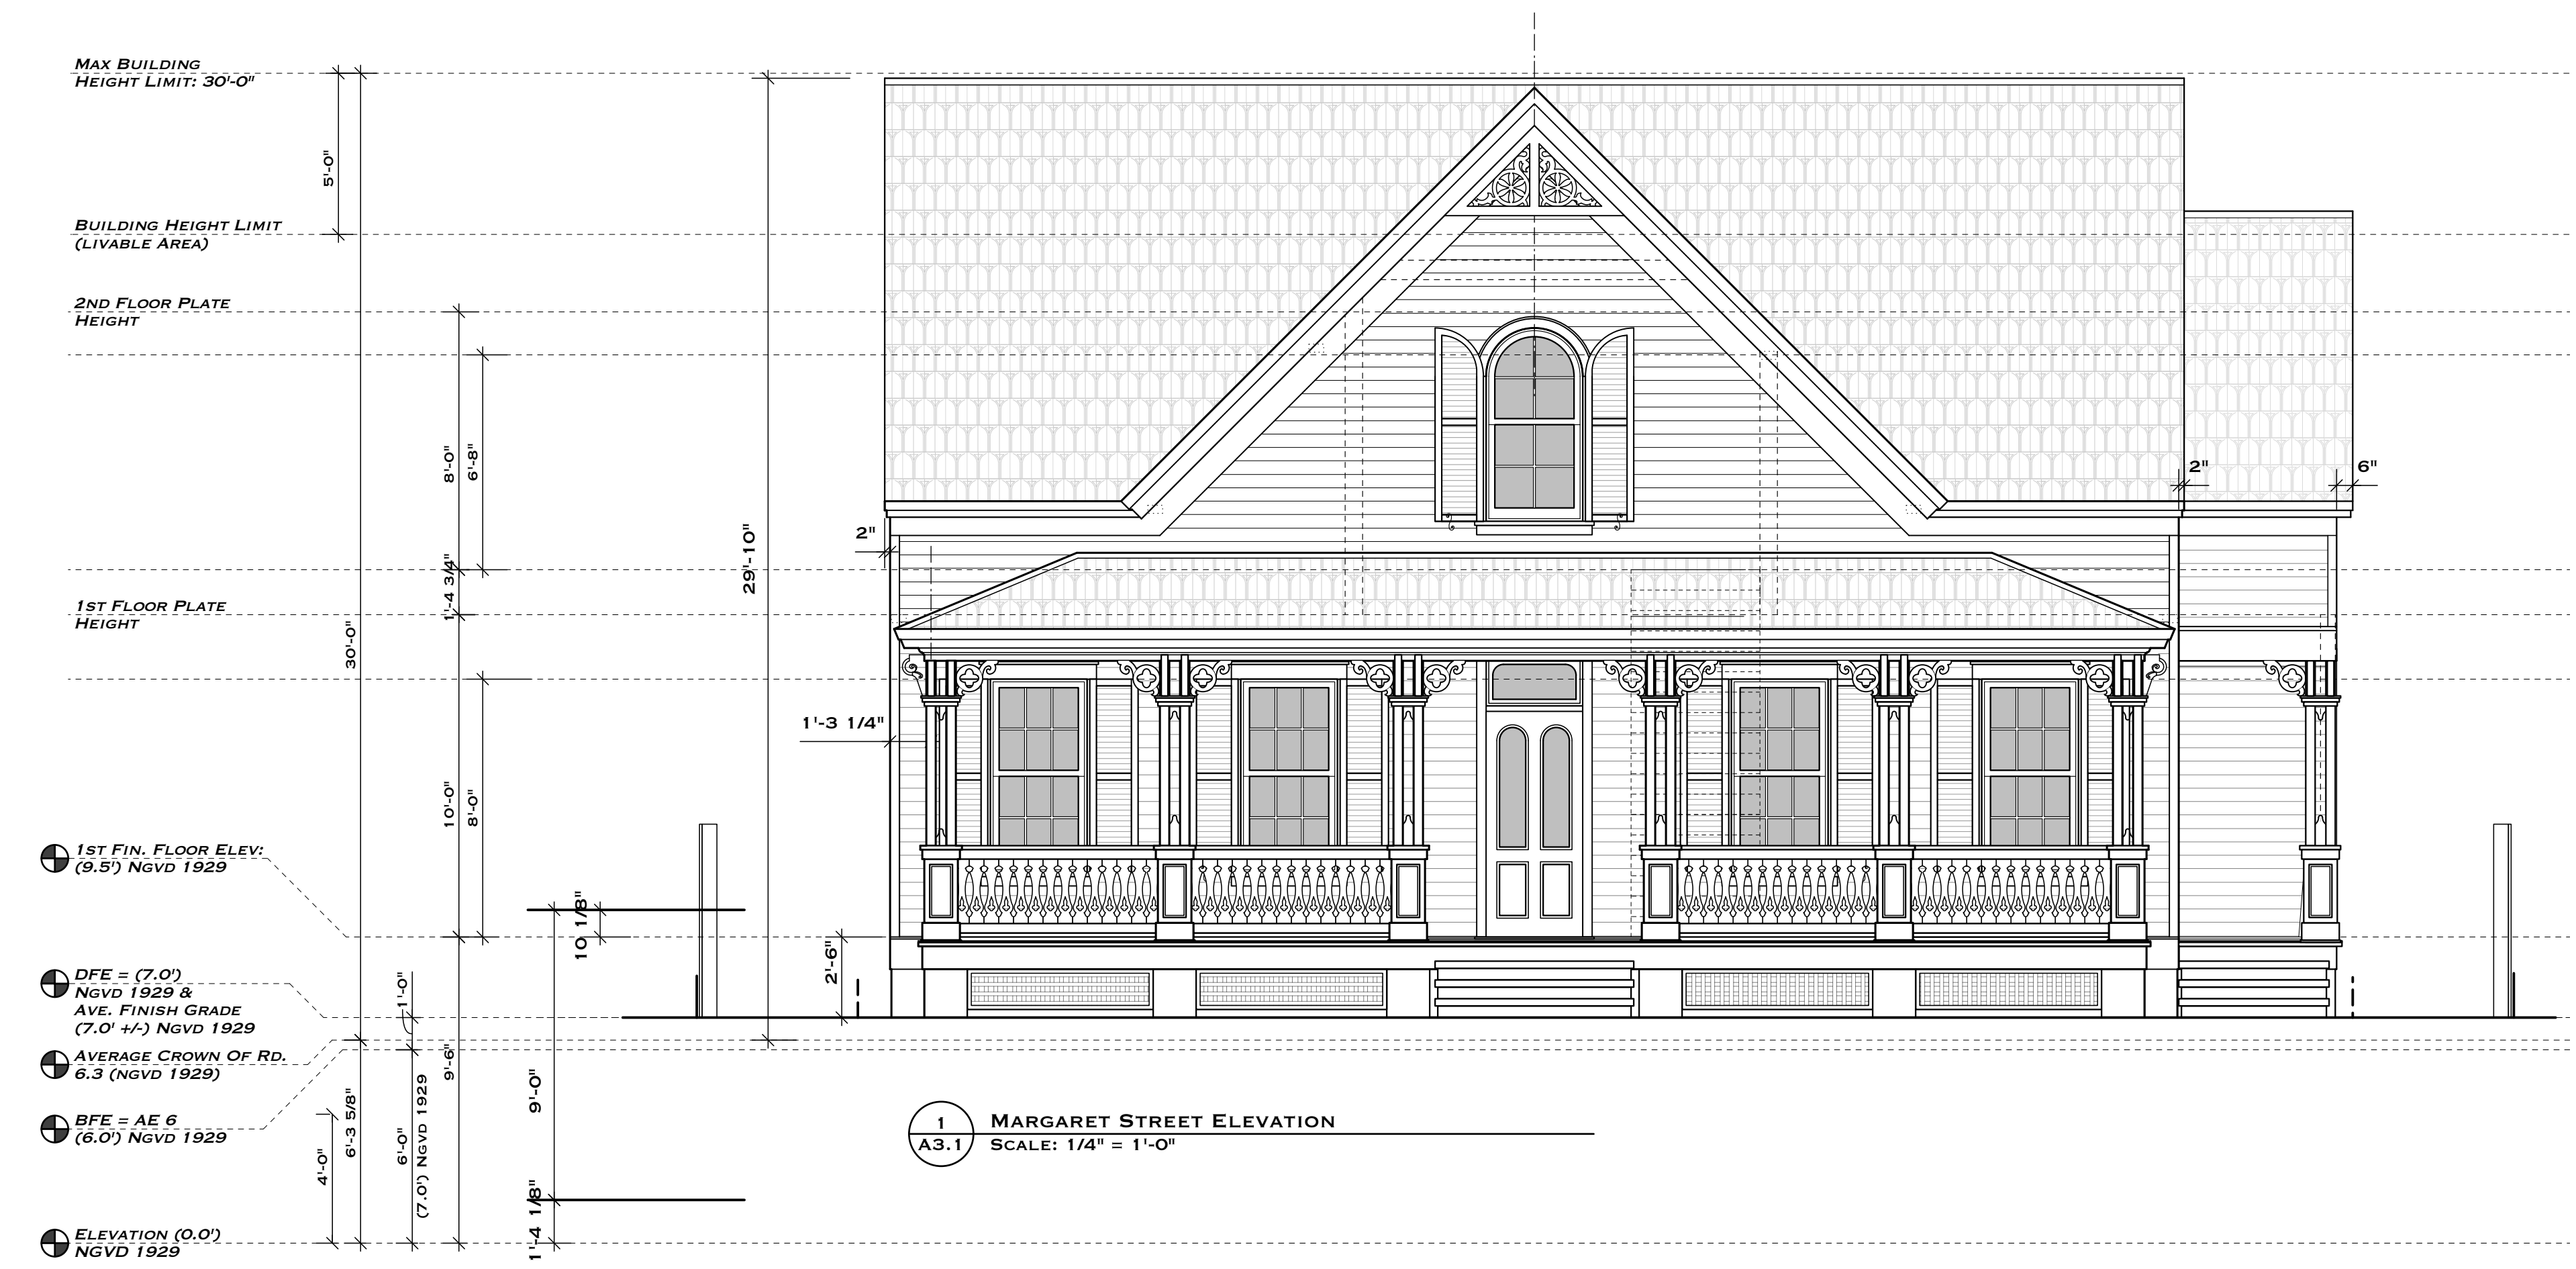 MAX BUILDING
HEIGHT LIMIT: 30'-0"
5'-0"
BUILDING HEIGHT LIMIT
(LIVABLE AREA)
2ND FLOOR PLATE
HEIGHT
8'-0"
6'-8"
2"
6"
2"
29'-10"
1'-4 3/4"
1ST FLOOR PLATE
HEIGHT
30'-0"
1'-3 1/4"
10'-0"
8'-0"
1ST FIN. FLOOR ELEV:
(9.5') NGVD 1929
10 1/8"
2'-6"
DFE = (7.0')
NGVD 1929 &
AVE. FINISH GRADE
(7.0' +/-) NGVD 1929
1'-0"
AVERAGE CROWN OF RD.
6.3 (NGVD 1929)
9'-6"
9'-0"
BFE = AE 6
(6.0') NGVD 1929
4'-0"
6'-3 5/8"
6'-0"
(7.0') NGVD 1929
1'-4 1/8"
ELEVATION (0.0')
NGVD 1929
1
A3.1
MARGARET STREET ELEVATION
SCALE: 1/4" = 1'-0"